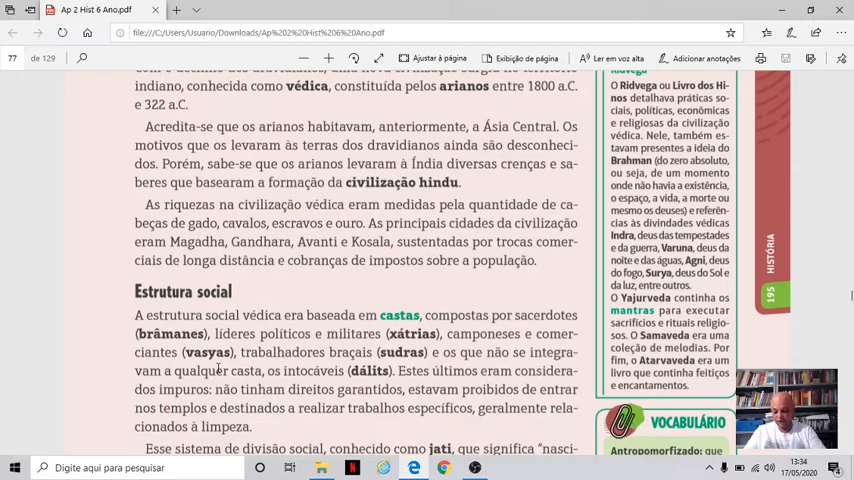 Ap 2 Hist 6 Ano.pdf
file:///C:/Users/Usuario/Downloads/Ap%202%20Hist%206%20Ano.pdf
77 de 129
Ajustar à página
Exibição de página
Ler em voz alta
Adicionar anotações
com o declínio dos dravidianos, uma nova civilização surgiu no território
indiano, conhecida como védica, constituída pelos arianos entre 1800 a.C.
e 322 a.C.
Acredita-se que os arianos habitavam, anteriormente, a Ásia Central. Os
motivos que os levaram às terras dos dravidianos ainda são desconheci-
dos. Porém, sabe-se que os arianos levaram à Índia diversas crenças e sa-
beres que basearam a formação da civilização hindu.
As riquezas na civilização védica eram medidas pela quantidade de ca-
beças de gado, cavalos, escravos e ouro. As principais cidades da civilização
eram Magadha, Gandhara, Avanti e Kosala, sustentadas por trocas comer-
ciais de longa distância e cobranças de impostos sobre a população.
Estrutura social
A estrutura social védica era baseada em castas, compostas por sacerdotes
(brâmanes), líderes políticos e militares (xátrias), camponeses e comer-
ciantes (vasyas), trabalhadores braçais (sudras) e os que não se integra-
vam a qualquer casta, os intocáveis (dálits). Estes últimos eram considera-
dos impuros: não tinham direitos garantidos, estavam proibidos de entrar
nos templos e destinados a realizar trabalhos específicos, geralmente rela-
cionados à limpeza.
Esse sistema de divisão social, conhecido como jati, que significa "nasci-
Ridvega
O Ridvega ou Livro dos Hi-
nos detalhava práticas so-
ciais, políticas, econômicas
e religiosas da civilização
védica. Nele, também es-
tavam presentes a ideia do
Brahman (do zero absoluto,
ou seja, de um momento
onde não havia a existência,
o espaço, a vida, a morte ou
mesmo os deuses) e referên-
cias às divindades védicas
Indra, deus das tempestades
e da guerra, Varuna, deus da
noite e das águas, Agni, deus
do fogo, Surya, deus do Sol e
da luz, entre outros.
O Yajurveda continha os
mantras para executar
sacrifícios e rituais religio-
sos. O Samaveda era uma
coleção de melodias. Por
fim, o Atarvaveda era um
livro que continha feitiços
e encantamentos.
VOCABULÁRIO
Antropomorfizado: que
HISTÓRIA
195
Digite aqui para pesquisar
13:34
17/05/2020
4